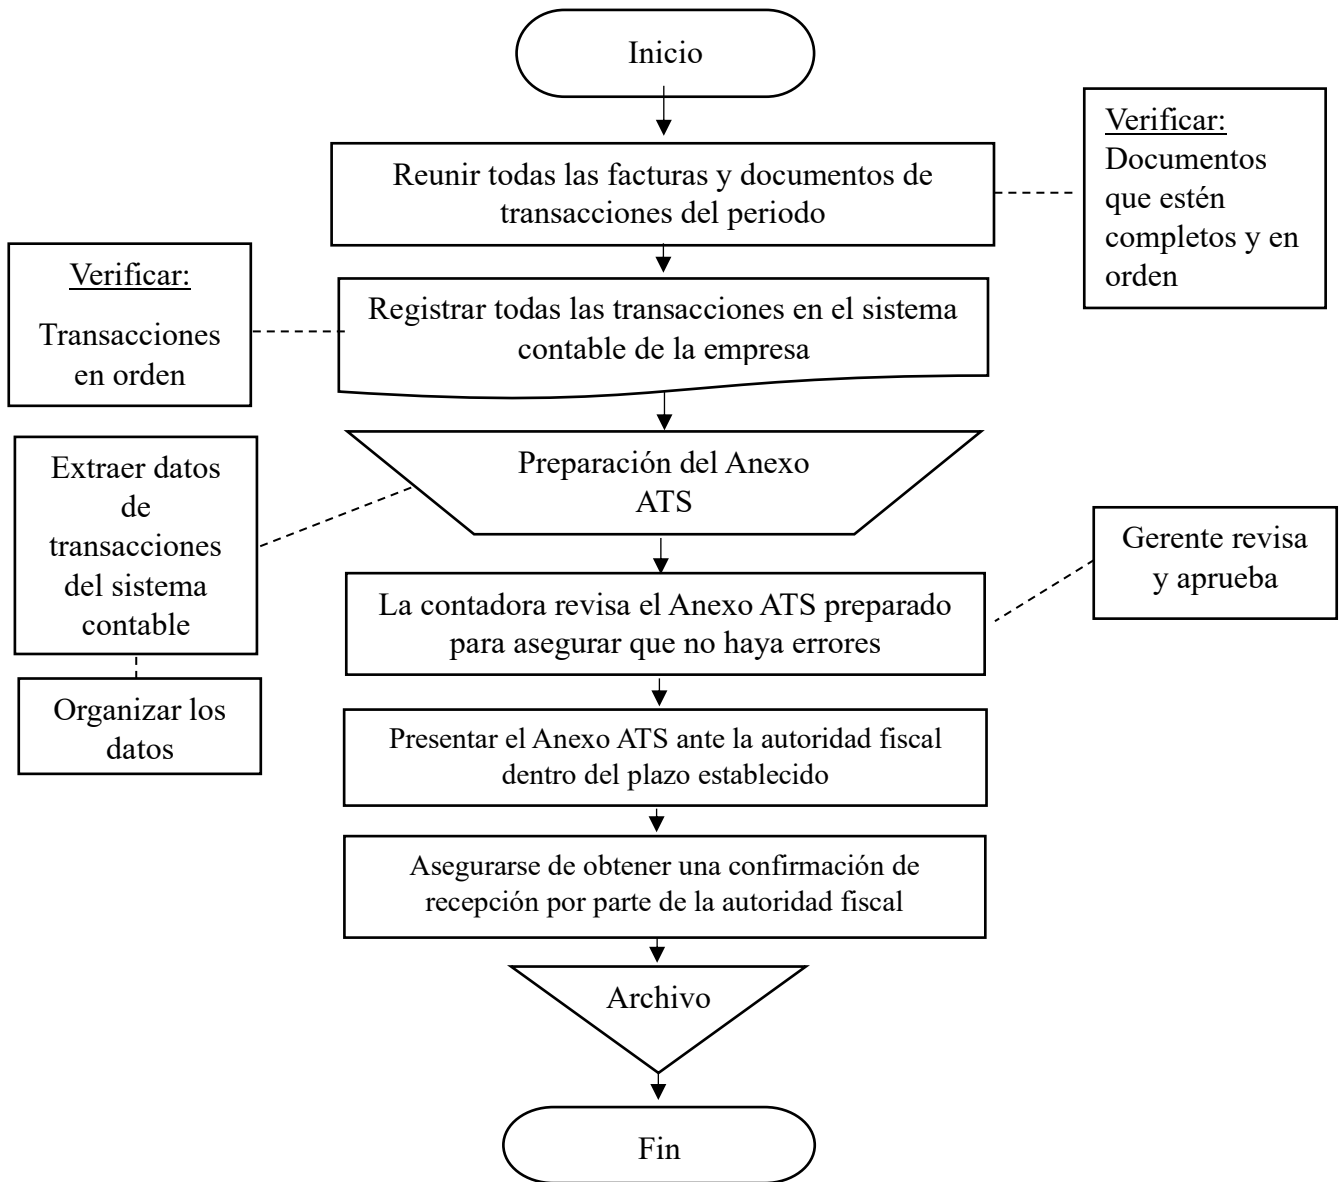 Inicio
Reunir todas las facturas y documentos de
transacciones del periodo
Verificar:
Documentos
que estén
completos y en
orden
Verificar:
Transacciones
en orden
Registrar todas las transacciones en el sistema
contable de la empresa
Preparación del Anexo
ATS
Extraer datos
de
transacciones
del sistema
contable
Organizar los
datos
La contadora revisa el Anexo ATS preparado
para asegurar que no haya errores
Gerente revisa
y aprueba
Presentar el Anexo ATS ante la autoridad fiscal
dentro del plazo establecido
Asegurarse de obtener una confirmación de
recepción por parte de la autoridad fiscal
Archivo
Fin